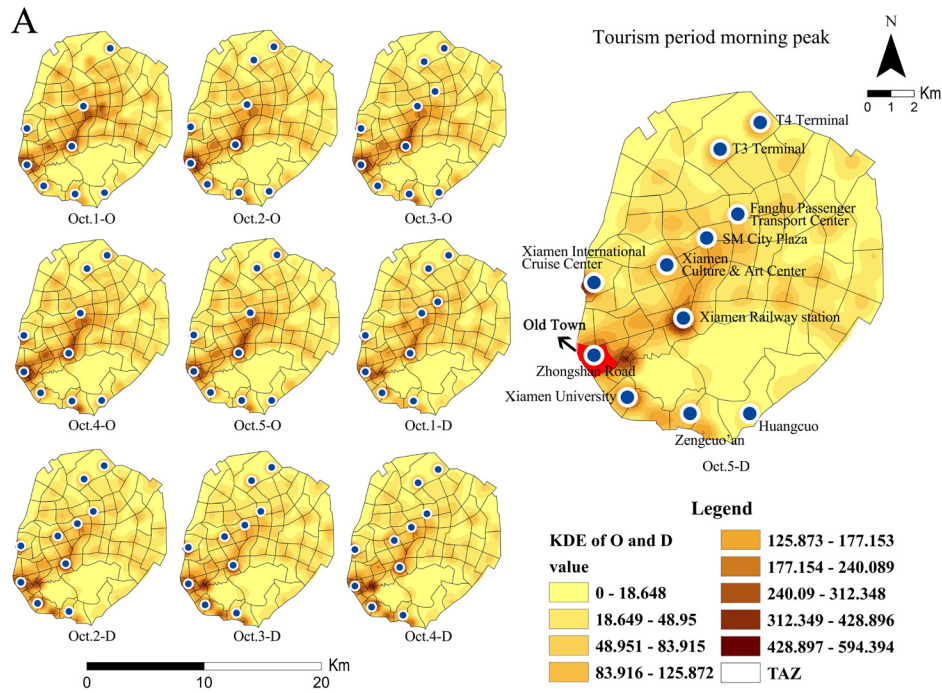 A
Tourism period morning peak
N
0 1 2 Km
T4 Terminal
T3 Terminal
Fanghu Passenger
Transport Center
SM City Plaza
Xiamen International
Cruise Center
Xiamen
Culture & Art Center
Xiamen Railway station
Old Town
Zhongshan Road
Xiamen University
Zengcuo'an
Huangcuo
Oct.5-D
Oct.1-O
Oct.2-O
Oct.3-O
Oct.4-O
Oct.5-O
Oct.1-D
Oct.2-D
Oct.3-D
Oct.4-D
0 10 20 Km
Legend
KDE of O and D
value
0 - 18.648
18.649 - 48.95
48.951 - 83.915
83.916 - 125.872
125.873 - 177.153
177.154 - 240.089
240.09 - 312.348
312.349 - 428.896
428.897 - 594.394
TAZ